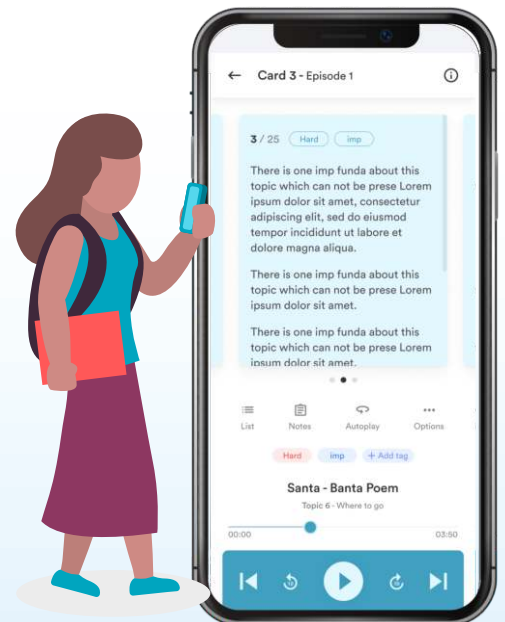 Card 3 - Episode 1
3 / 25 Hard imp
There is one imp funda about this
topic which can not be prese Lorem
ipsum dolor sit amet, consectetur
adipiscing elit, sed do eiusmod
tempor incididunt ut labore et
dolore magna aliqua.
There is one imp funda about this
topic which can not be prese Lorem
ipsum dolor sit amet.
There is one imp funda about this
topic which can not be prese Lorem
ipsum dolor sit amet.
List Notes Autoplay Options
Hard imp + Add tag
Santa - Banta Poem
Topic 6 - Where to go
00:00 03:50